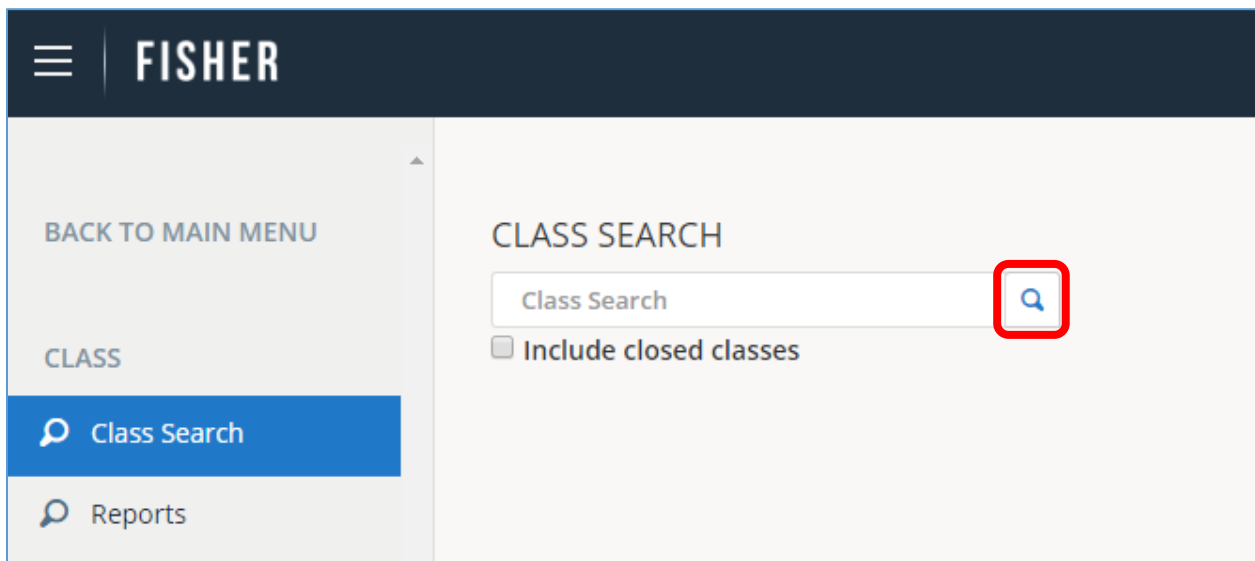 FISHER
BACK TO MAIN MENU
CLASS
Class Search
Reports
CLASS SEARCH
Class Search
Include closed classes